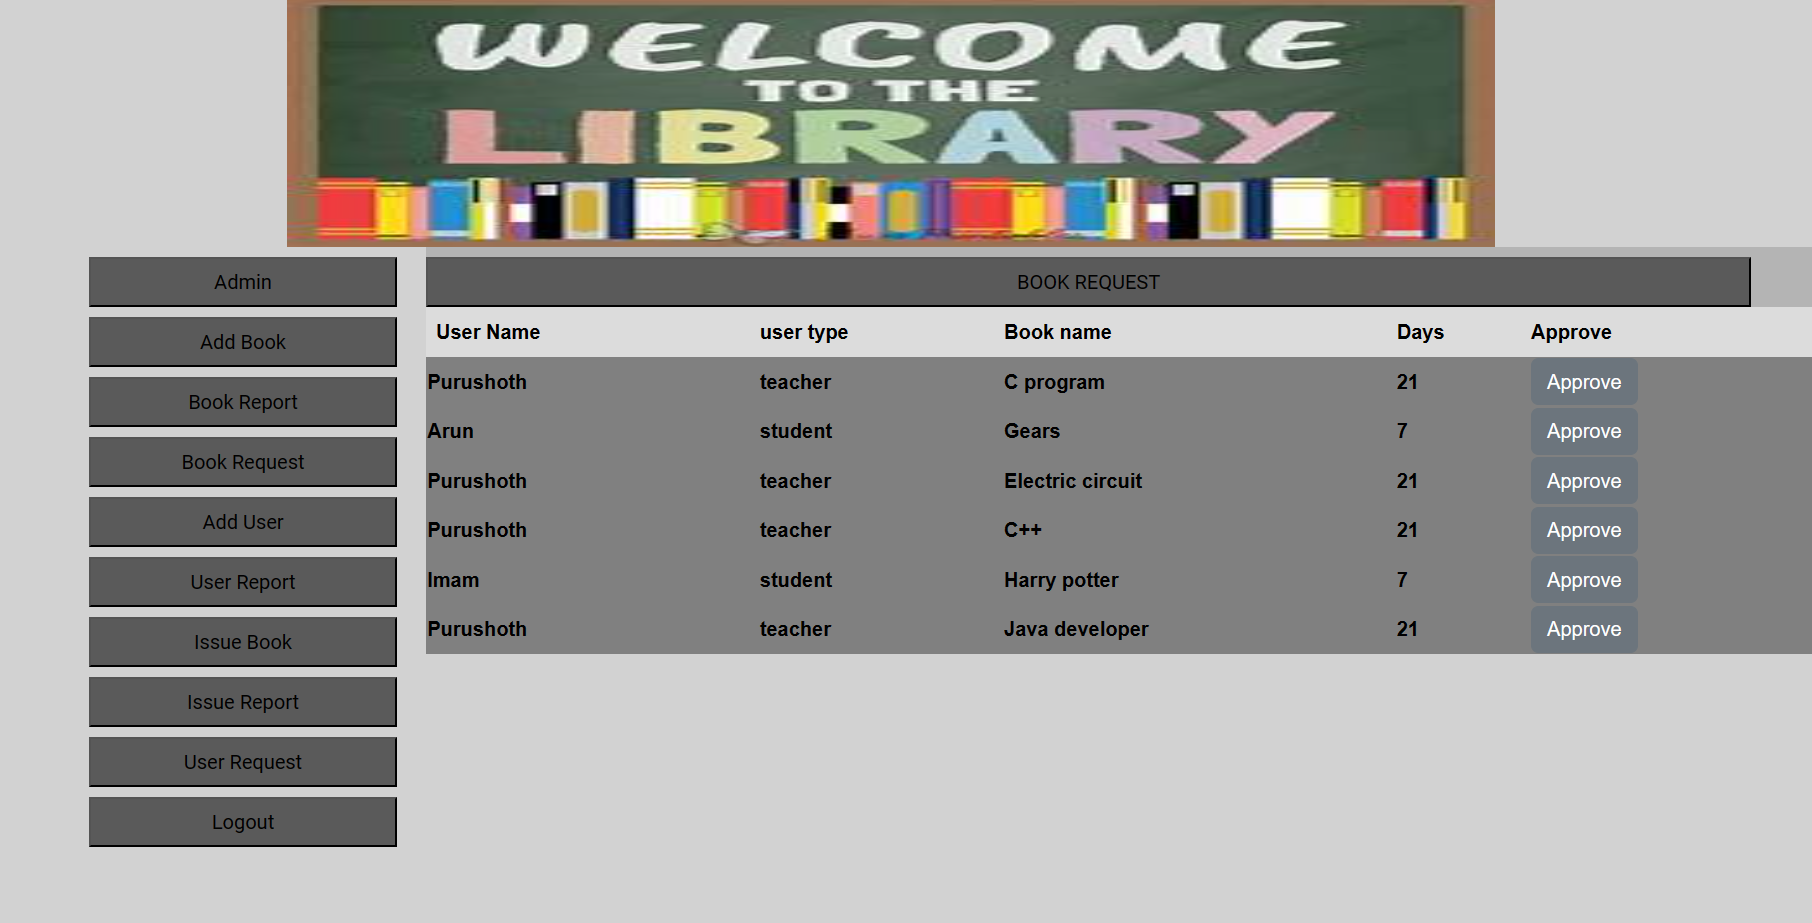 WELCOME
TO THE
LIBRARY
Admin
Add Book
Book Report
Book Request
Add User
User Report
Issue Book
Issue Report
User Request
Logout
BOOK REQUEST
User Name user type Book name Days Approve
Purushoth teacher C program 21 Approve
Arun student Gears 7 Approve
Purushoth teacher Electric circuit 21 Approve
Purushoth teacher C++ 21 Approve
Imam student Harry potter 7 Approve
Purushoth teacher Java developer 21 Approve